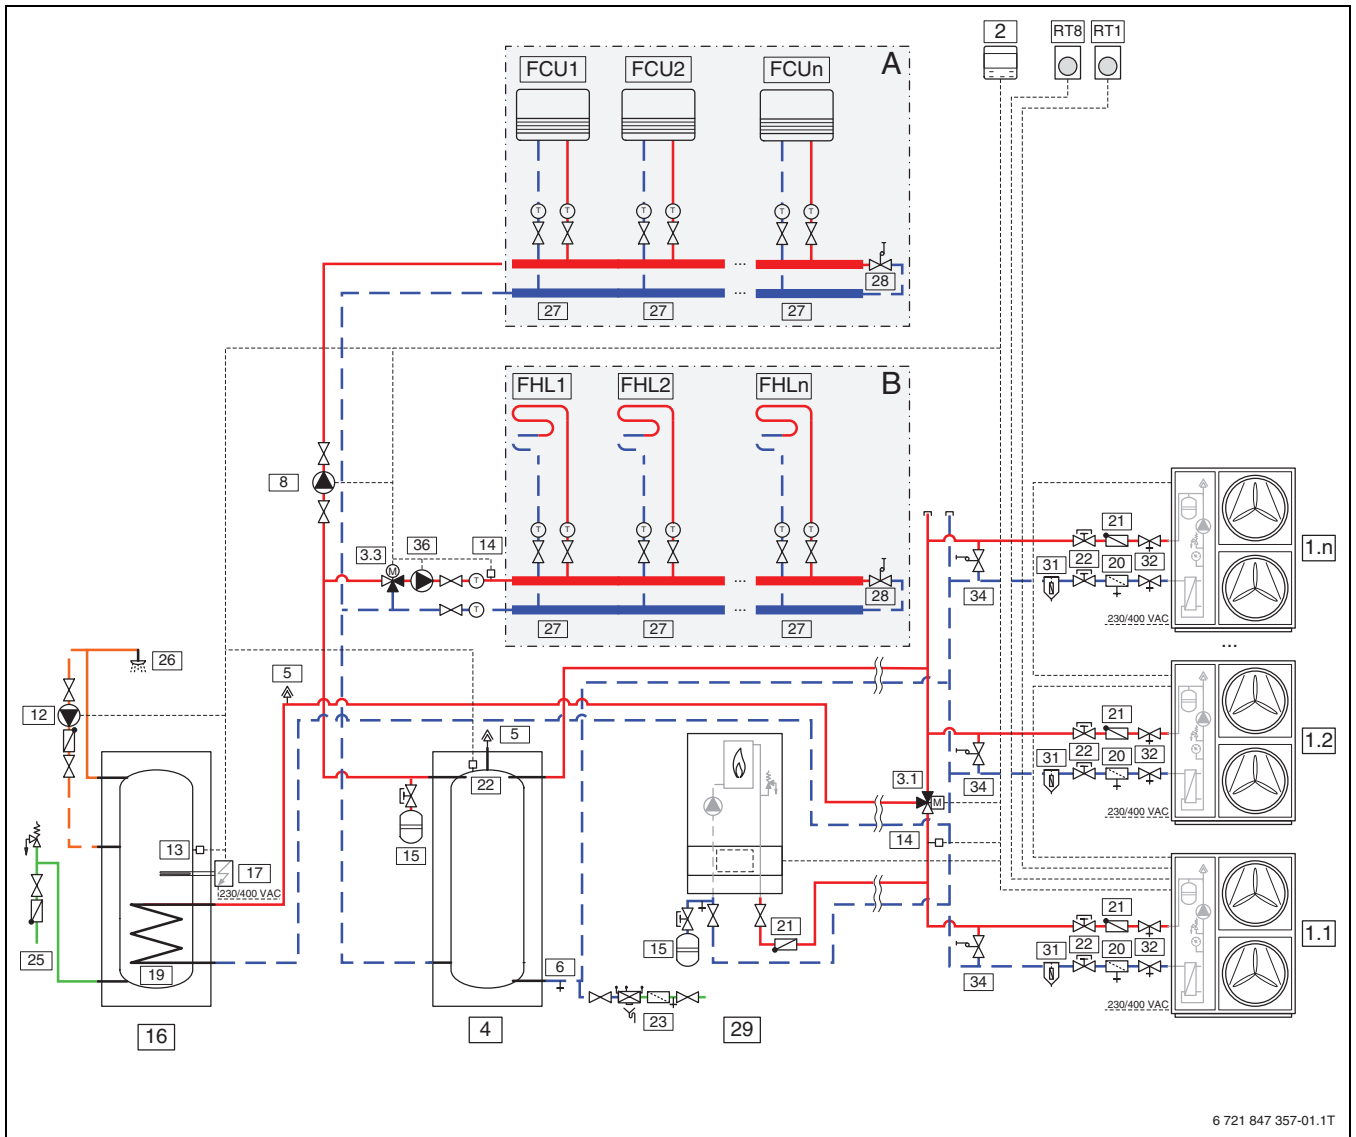 2
RT8
RT1
FCU1
FCU2
FCUn
A
T
T
T
T
T
T
...
...
28
27
27
27
FHL1
FHL2
FHLn
B
8
T
T
T
T
T
T
3.3
36
14
M
T
T
...
...
28
27
27
27
21
22
31
20
32
34
230/400 VAC
1.n
...
26
5
12
5
22
3.1
M
14
21
22
31
20
32
34
230/400 VAC
1.2
13
17
230/400 VAC
15
21
15
25
19
6
23
21
22
31
20
32
34
230/400 VAC
1.1
16
4
29
6 721 847 357-01.1T